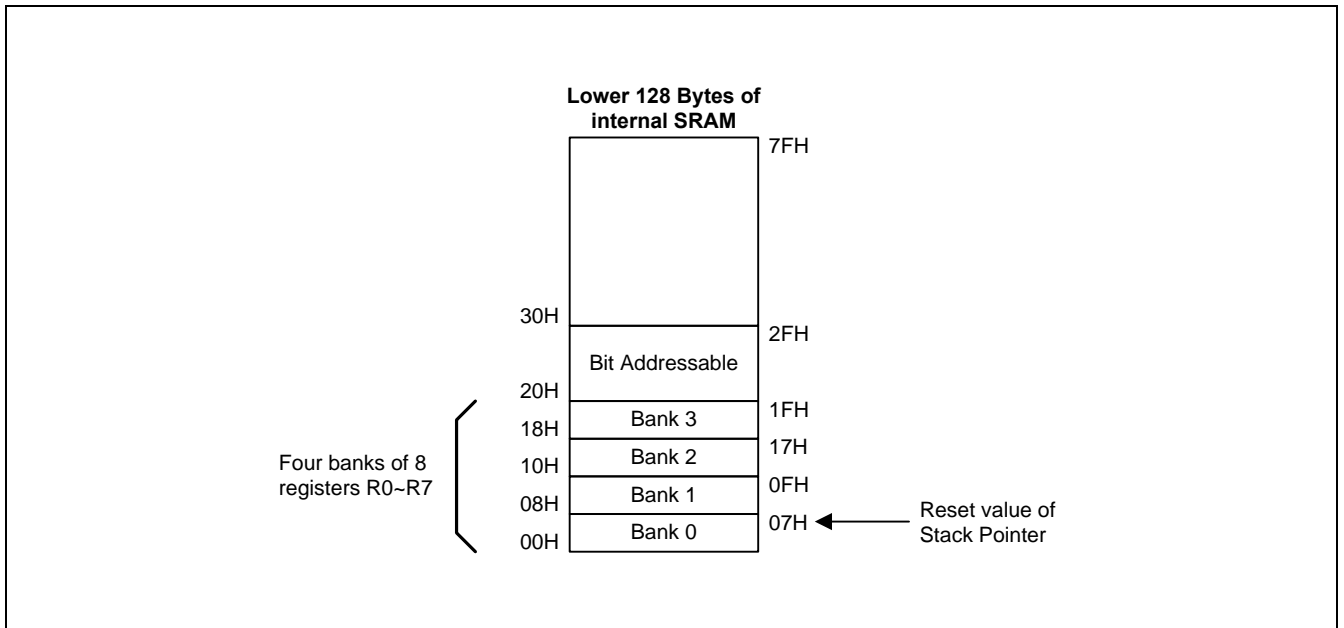 Lower 128 Bytes of
internal SRAM
7FH
30H
2FH
Bit Addressable
20H
1FH
Bank 3
18H
17H
Bank 2
10H
Four banks of 8
registers R0~R7
0FH
Bank 1
08H
07H
Reset value of
Stack Pointer
Bank 0
00H